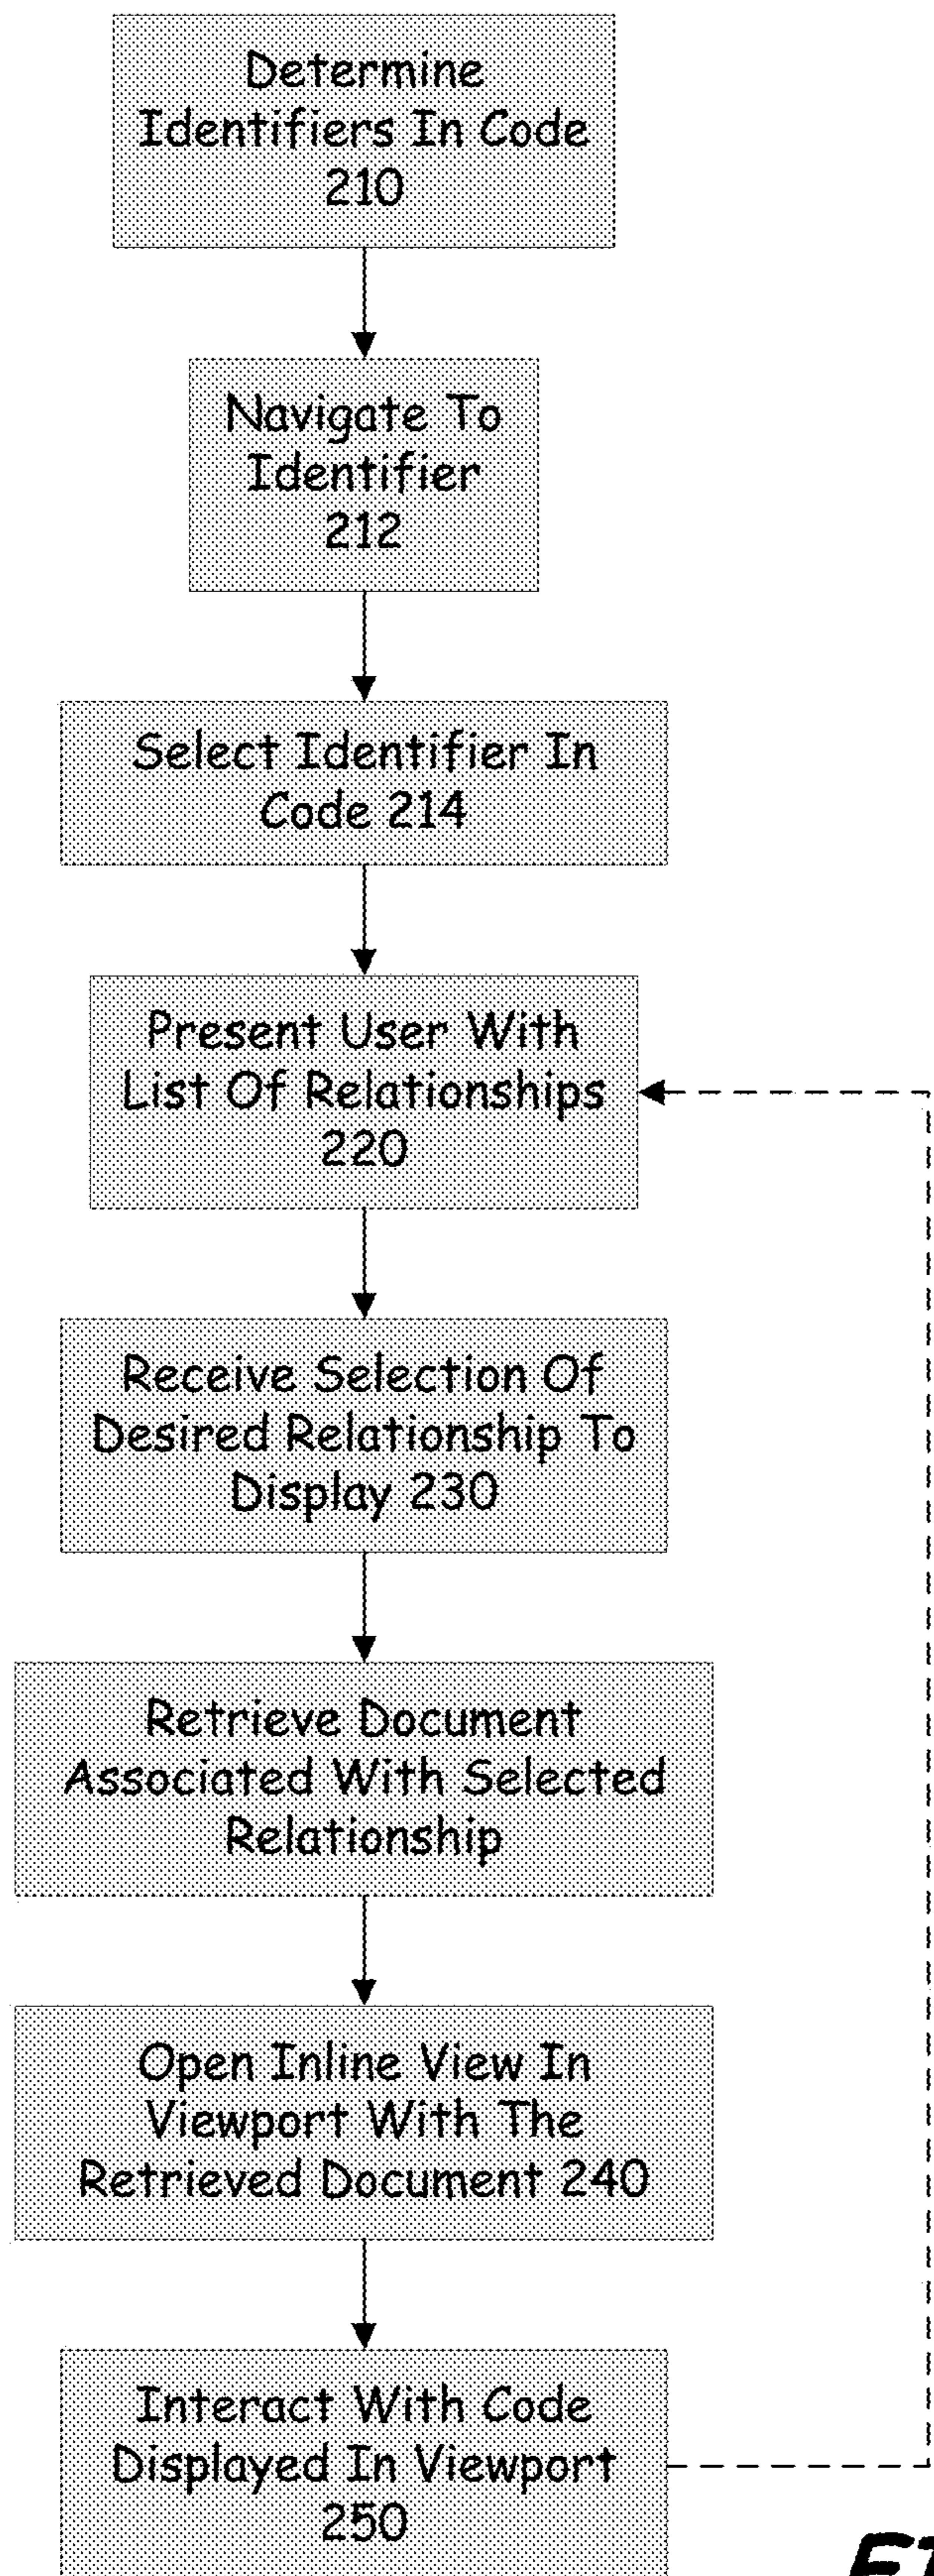 Determine
Identifiers In Code
210
Navigate To
Identifier
212
Select Identifier In
Code 214
Present User With
List Of Relationships
220
Receive Selection Of
Desired Relationship To
Display 230
Retrieve Document
Associated With Selected
Relationship
Open Inline View In
Viewport With The
Retrieved Document 240
Interact With Code
Displayed In Viewport
250